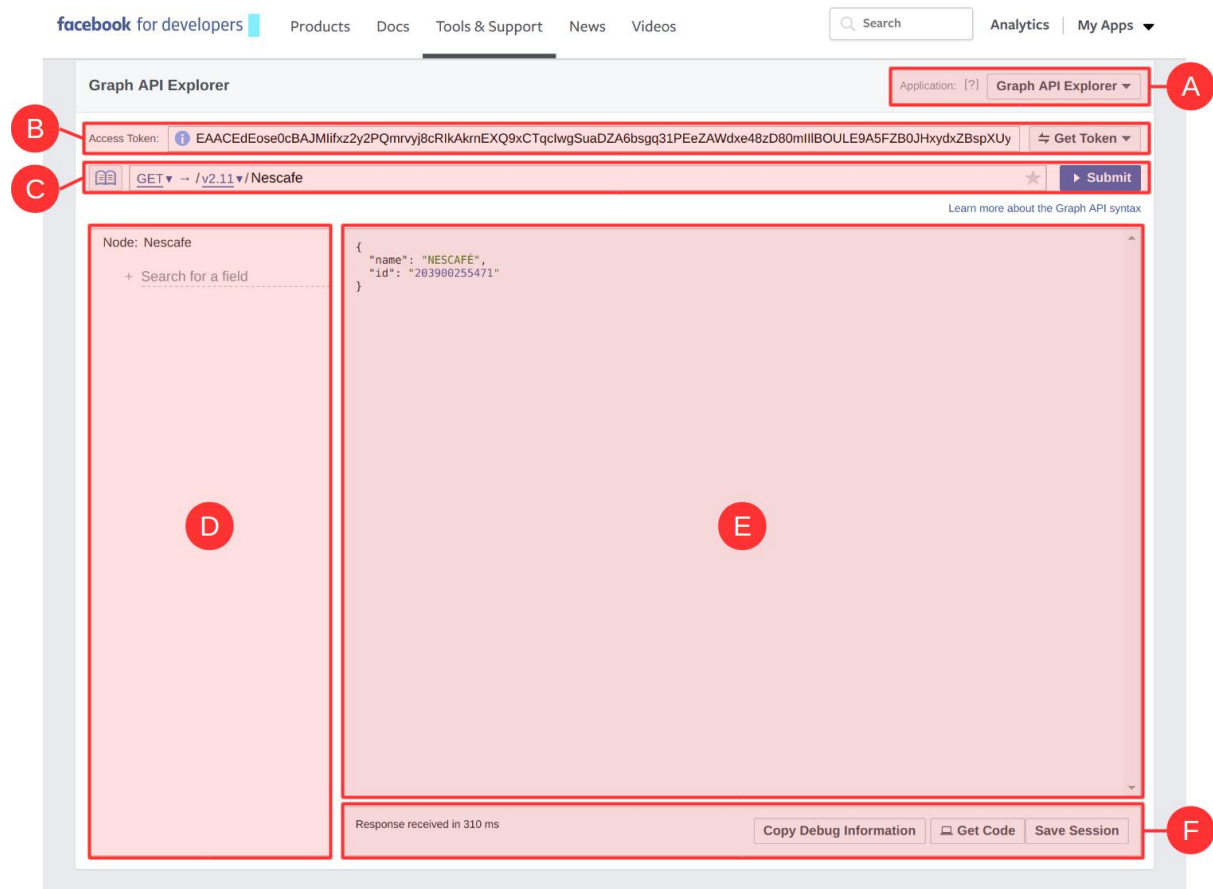 facebook for developers Products Docs Tools & Support News Videos Search Analytics My Apps
Graph API Explorer Application: [?] Graph API Explorer A
B Access Token: EAACEdEose0cBAJMIifxz2y2PQmrvyj8cRIkAkrnEXQ9xCTqcIwgSuaDZA6bsgq31PEeZAWdxe48zD80mIIlBOULE9A5FZB0JHxydxZBspXUy Get Token
C GET → / v2.11 / Nescafe Submit
Learn more about the Graph API syntax
Node: Nescafe
+ Search for a field
{
"name": "NESCAFÉ",
"id": "203900255471"
}
D E
Response received in 310 ms Copy Debug Information Get Code Save Session F